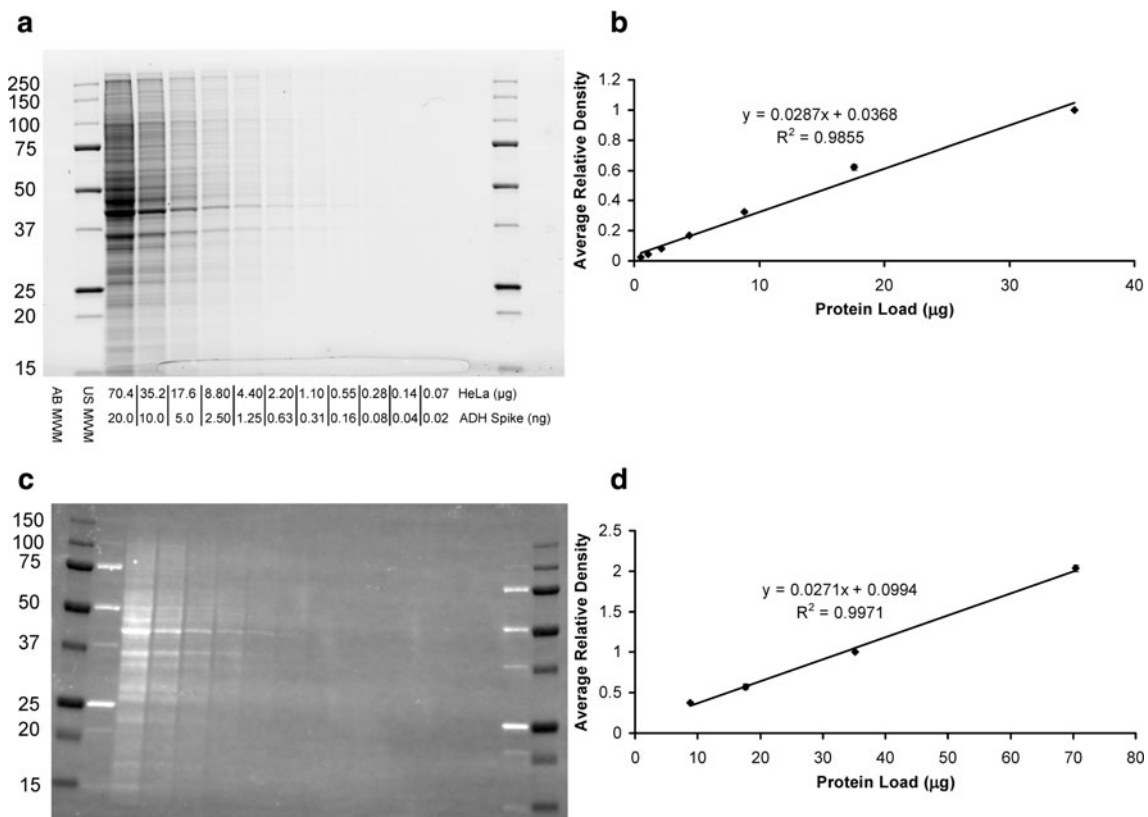 a
250
150
100
75
50
37
25
20
15
AB MWM
US MWM
70.4 35.2 17.6 8.80 4.40 2.20 1.10 0.55 0.28 0.14 0.07 HeLa (µg)
20.0 10.0 5.0 2.50 1.25 0.63 0.31 0.16 0.08 0.04 0.02 ADH Spike (ng)
b
Average Relative Density
1.2
1
0.8
0.6
0.4
0.2
0
y = 0.0287x + 0.0368
R² = 0.9855
0 10 20 30 40
Protein Load (µg)
c
150
100
75
50
37
25
20
15
d
Average Relative Density
2.5
2
1.5
1
0.5
0
y = 0.0271x + 0.0994
R² = 0.9971
0 10 20 30 40 50 60 70 80
Protein Load (µg)